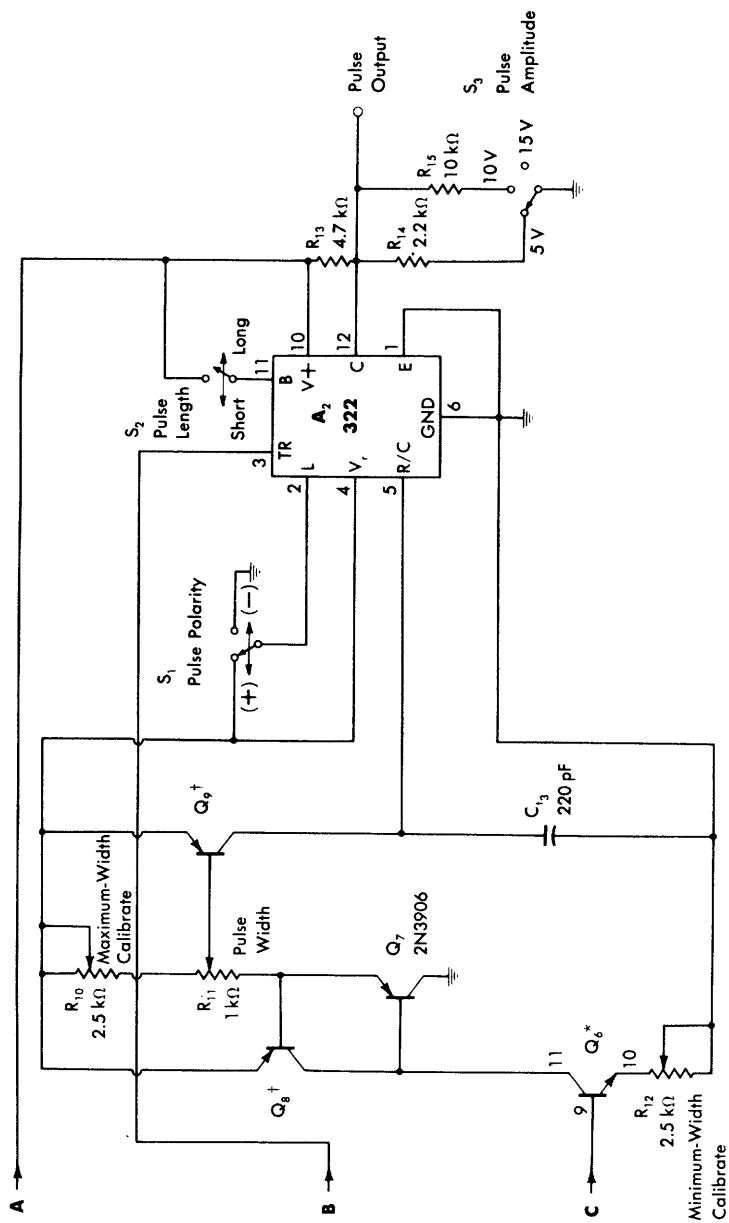 A
B
C
R10
2.5 kΩ
Maximum-Width
Calibrate
R11
1 kΩ
Pulse
Width
Q8†
Q9†
Q7
2N3906
Q6*
9
11
10
R12
2.5 kΩ
Minimum-Width
Calibrate
Ct3
220 pF
S1
Pulse Polarity
(+)
(−)
S2
Pulse
Length
Short
Long
3
11
2
4
5
10
12
1
6
TR
B
L
V+
A2
322
Vr
C
R/C
E
GND
R13
4.7 kΩ
R14
2.2 kΩ
R15
10 kΩ
Pulse
Output
S3
Pulse
Amplitude
5 V
10 V
15 V